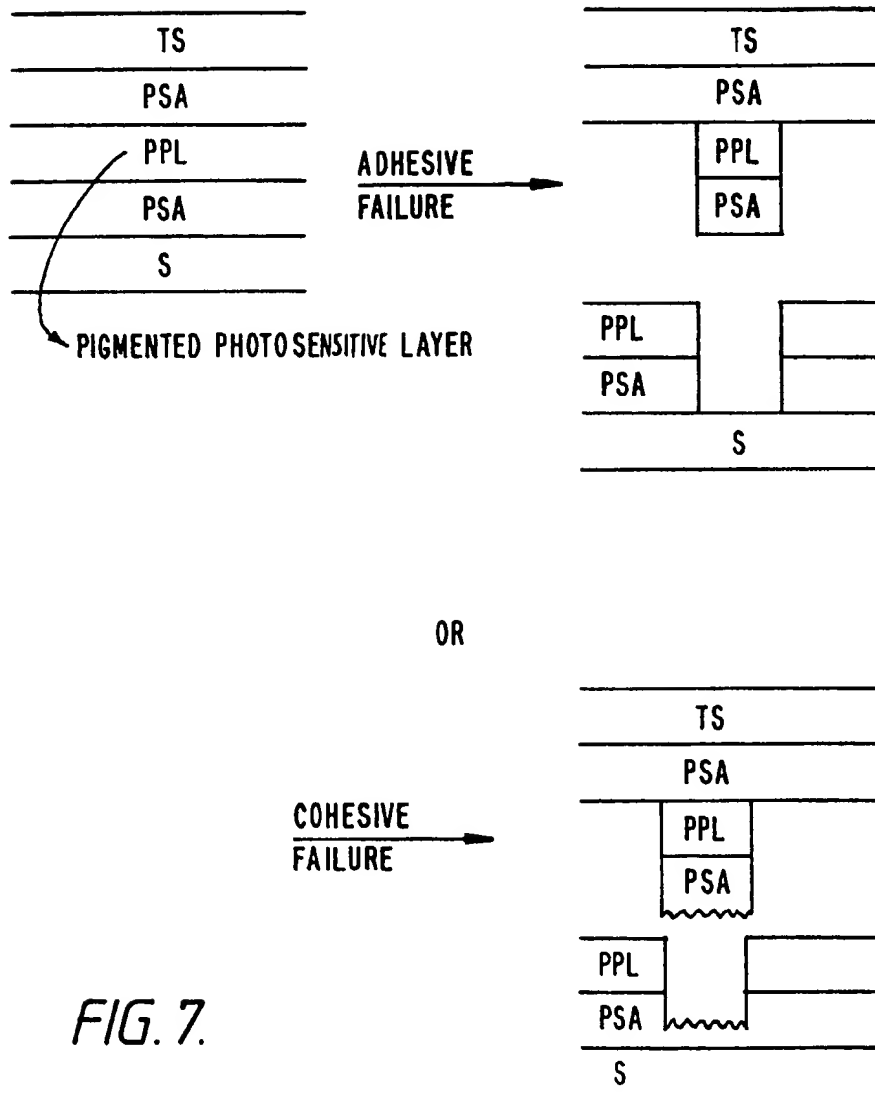 TS
PSA
PPL
PSA
S
PIGMENTED PHOTOSENSITIVE LAYER
ADHESIVE
FAILURE
TS
PSA
PPL
PSA
PPL
PSA
S
OR
COHESIVE
FAILURE
TS
PSA
PPL
PSA
PPL
PSA
S
FIG. 7.